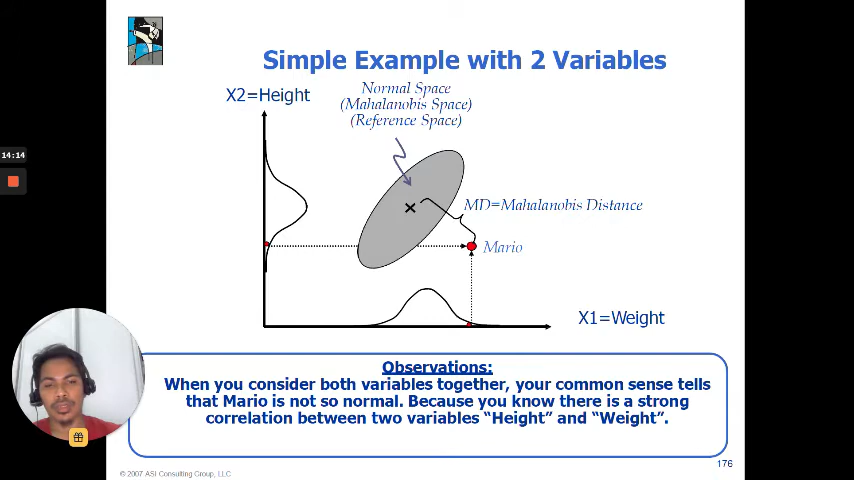 Simple Example with 2 Variables
X2=Height
Normal Space
(Mahalanobis Space)
(Reference Space)
14:14
MD=Mahalanobis Distance
Mario
X1=Weight
Observations:
When you consider both variables together, your common sense tells
that Mario is not so normal. Because you know there is a strong
correlation between two variables “Height” and “Weight”.
176
© 2007 ASI Consulting Group, LLC